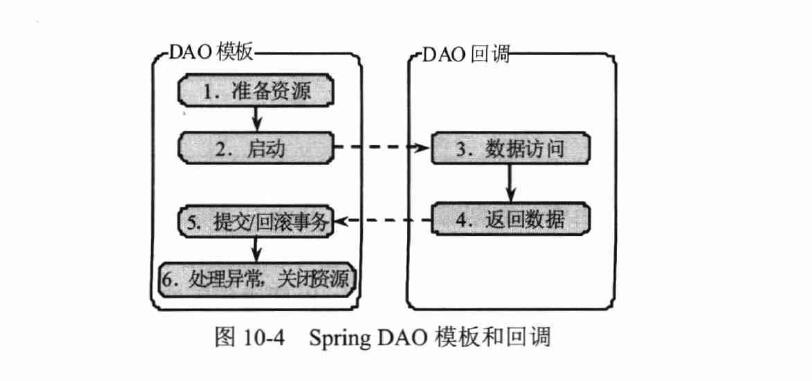 DAO 模板
DAO 回调
1. 准备资源
2. 启动
3. 数据访问
5. 提交/回滚事务
4. 返回数据
6. 处理异常,关闭资源
图 10-4 Spring DAO 模板和回调